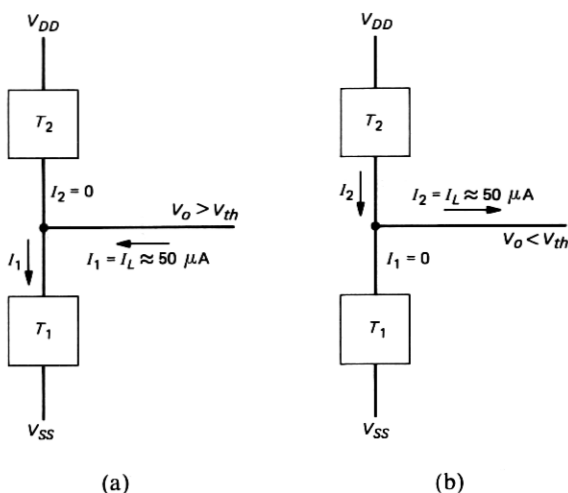 V_DD
T_2
I_2 = 0
V_o > V_th
I_1
I_1 = I_L ≈ 50 μA
T_1
V_SS
(a)
V_DD
T_2
I_2
I_2 = I_L ≈ 50 μA
V_o < V_th
I_1 = 0
T_1
V_SS
(b)